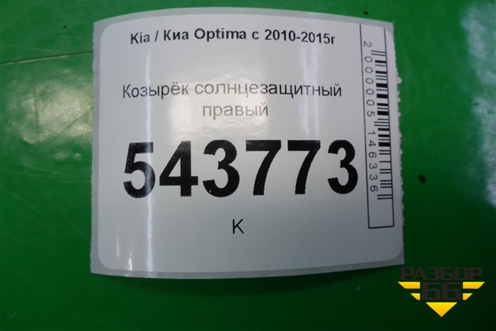 Kia / Киа Optima с 2010-2015г
Козырёк солнцезащитный
правый
543773
K
2000005146336
РАЗБОР
66